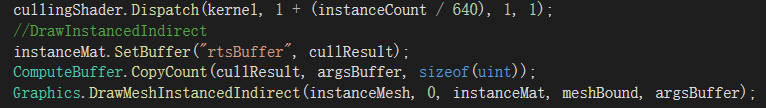 cullingShader.Dispatch(kernel, 1 + (instanceCount / 640), 1, 1);
//DrawInstancedIndirect
instanceMat.SetBuffer("rtsBuffer", cullResult);
ComputeBuffer.CopyCount(cullResult, argsBuffer, sizeof(uint));
Graphics.DrawMeshInstancedIndirect(instanceMesh, 0, instanceMat, meshBound, argsBuffer);